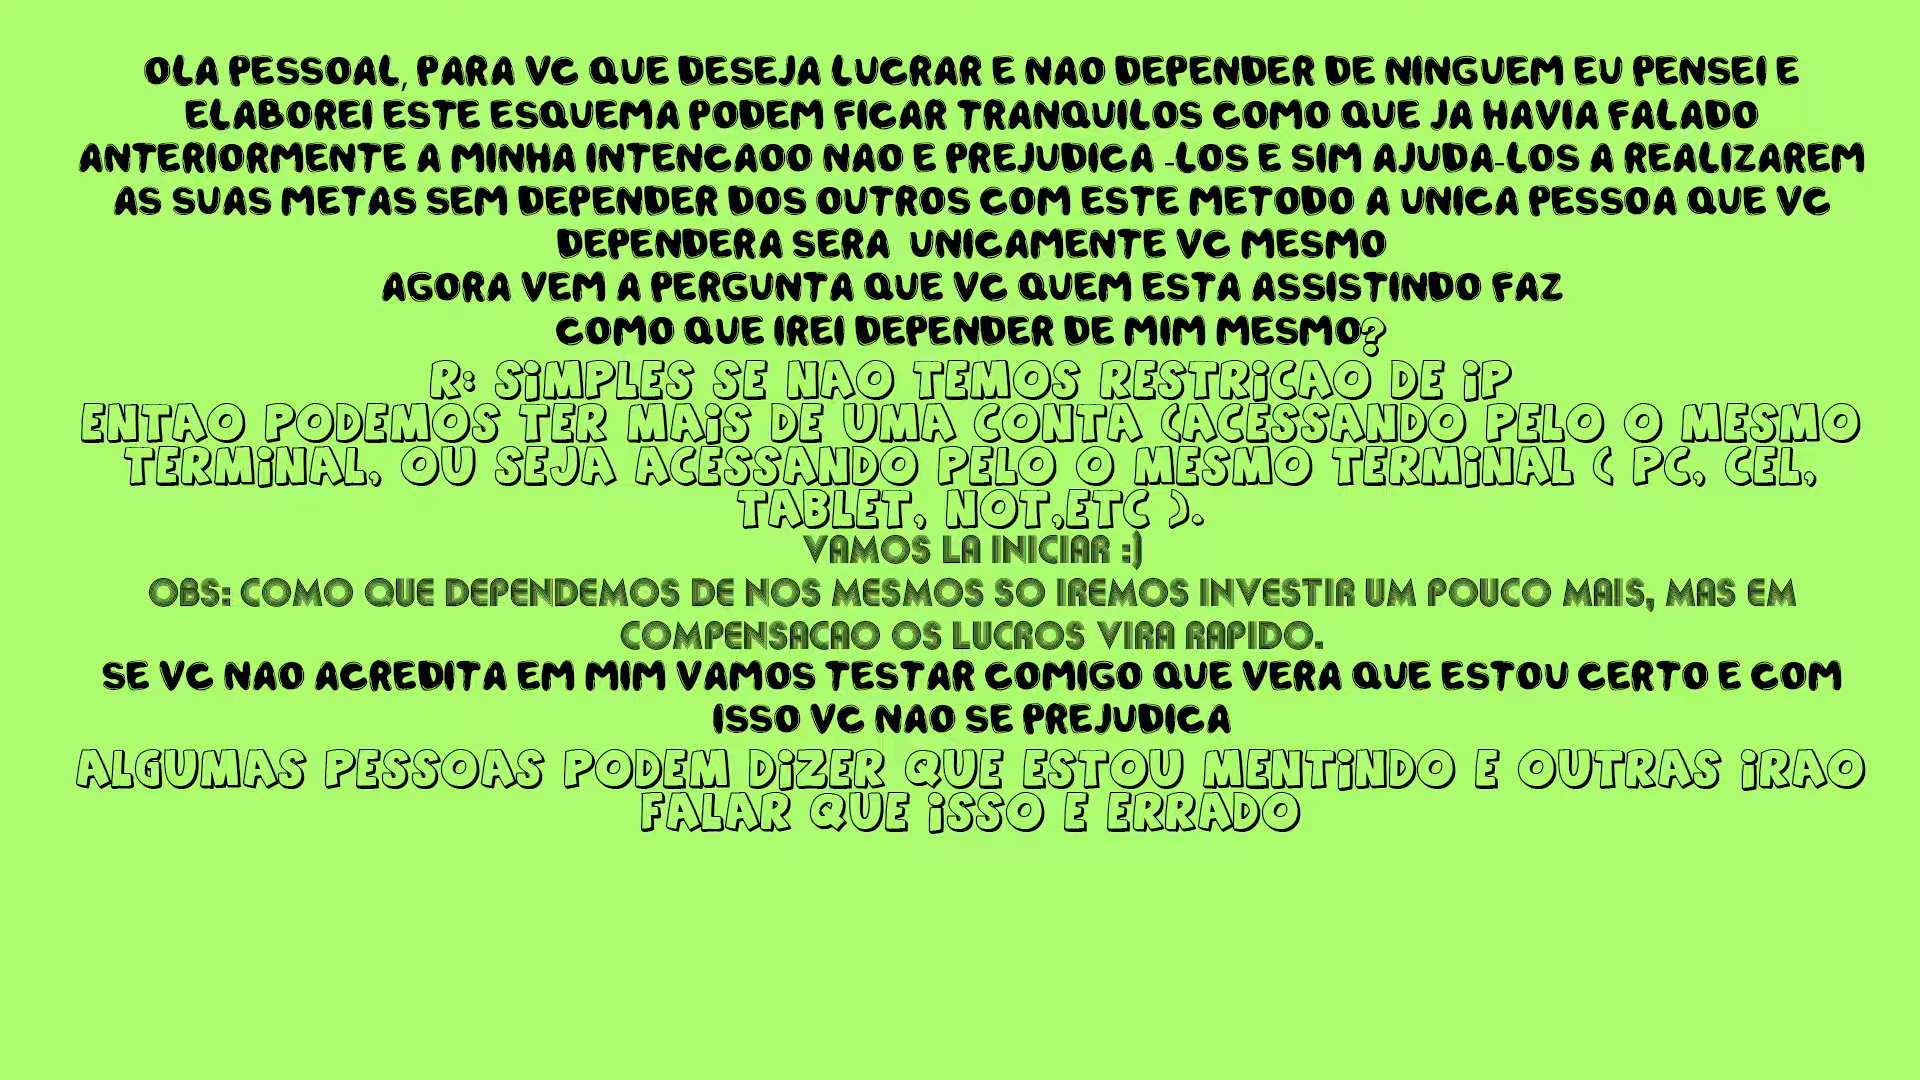 OLA PESSOAL, PARA VC QUE DESEJA LUCRAR E NAO DEPENDER DE NINGUEM EU PENSEI E
ELABOREI ESTE ESQUEMA PODEM FICAR TRANQUILOS COMO QUE JA HAVIA FALADO
ANTERIORMENTE A MINHA INTENCAOO NAO E PREJUDICA -LOS E SIM AJUDA-LOS A REALIZAREM
AS SUAS METAS SEM DEPENDER DOS OUTROS COM ESTE METODO A UNICA PESSOA QUE VC
DEPENDERA SERA UNICAMENTE VC MESMO
AGORA VEM A PERGUNTA QUE VC QUEM ESTA ASSISTINDO FAZ
COMO QUE IREI DEPENDER DE MIM MESMO?
R: SIMPLES SE NAO TEMOS RESTRICAO DE IP
ENTAO PODEMOS TER MAIS DE UMA CONTA (ACESSANDO PELO O MESMO
TERMINAL, OU SEJA ACESSANDO PELO O MESMO TERMINAL ( PC, CEL,
TABLET, NOT,ETC ).
VAMOS LA INICIAR :)
OBS: COMO QUE DEPENDEMOS DE NOS MESMOS SO IREMOS INVESTIR UM POUCO MAIS, MAS EM
COMPENSACAO OS LUCROS VIRA RAPIDO.
SE VC NAO ACREDITA EM MIM VAMOS TESTAR COMIGO QUE VERA QUE ESTOU CERTO E COM
ISSO VC NAO SE PREJUDICA
ALGUMAS PESSOAS PODEM DIZER QUE ESTOU MENTINDO E OUTRAS IRAO
FALAR QUE ISSO E ERRADO